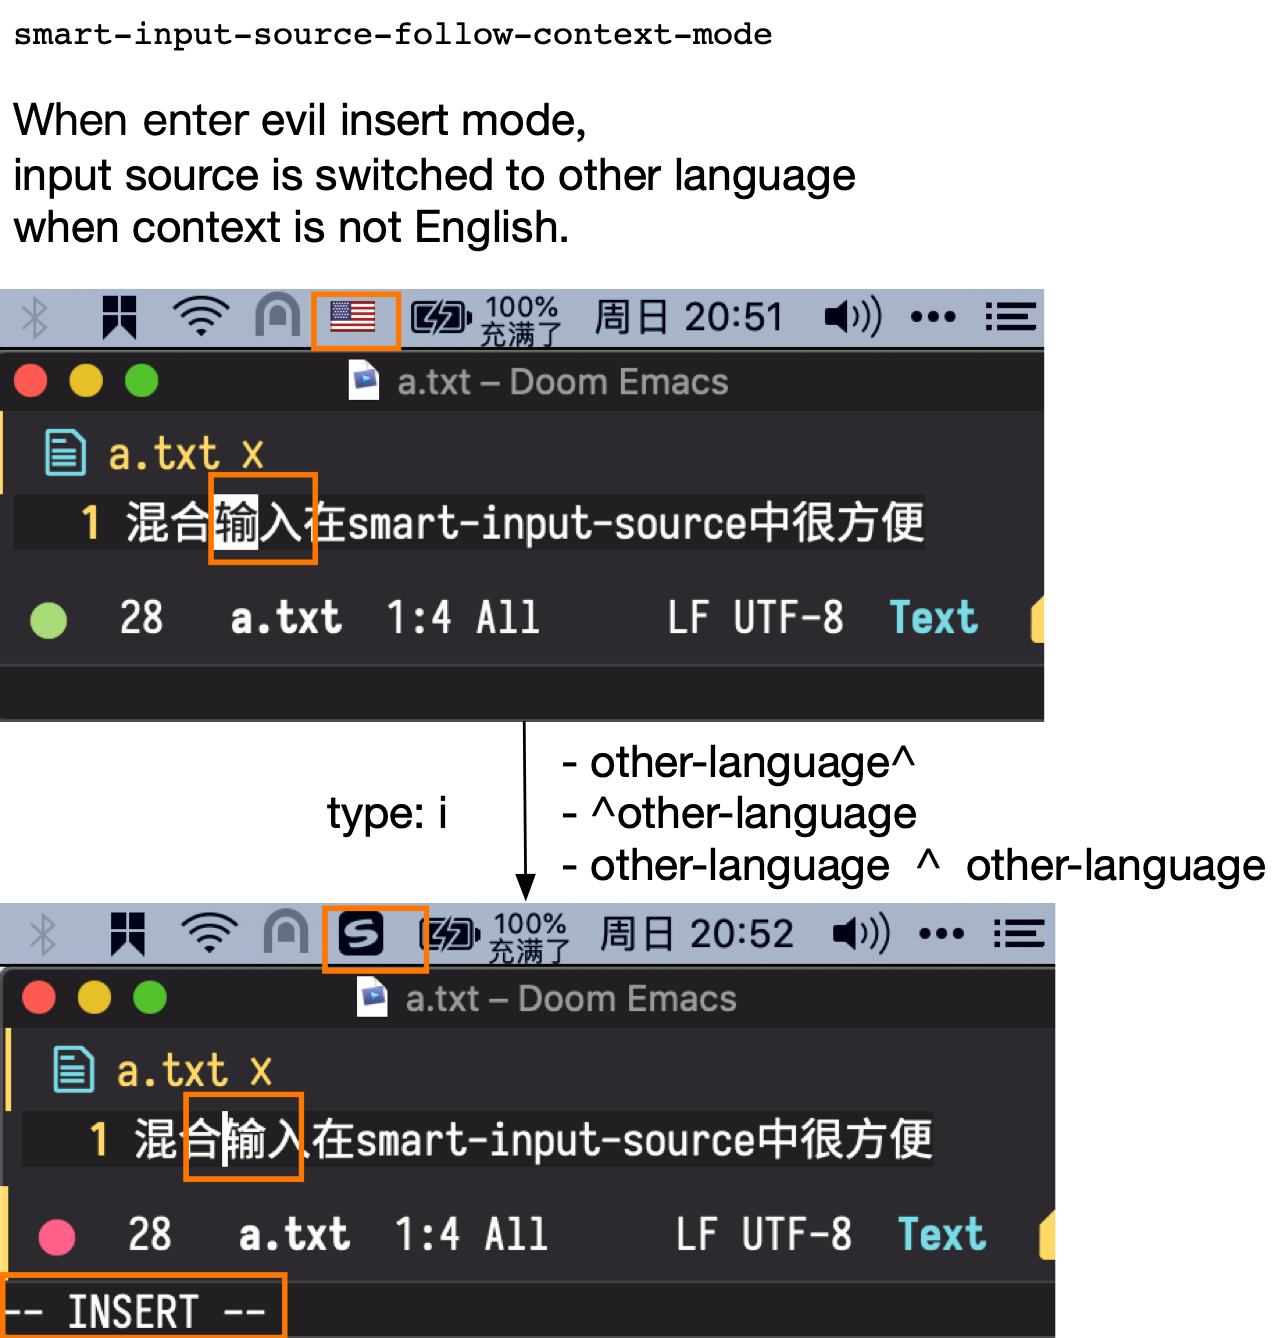 smart-input-source-follow-context-mode
When enter evil insert mode,
input source is switched to other language
when context is not English.
100% 充满了 周日 20:51
a.txt – Doom Emacs
a.txt x
1 混合输入在smart-input-source中很方便
28 a.txt 1:4 All LF UTF-8 Text
type: i
- other-language^
- ^other-language
- other-language ^ other-language
100% 充满了 周日 20:52
a.txt – Doom Emacs
a.txt x
1 混合输入在smart-input-source中很方便
28 a.txt 1:4 All LF UTF-8 Text
-- INSERT --